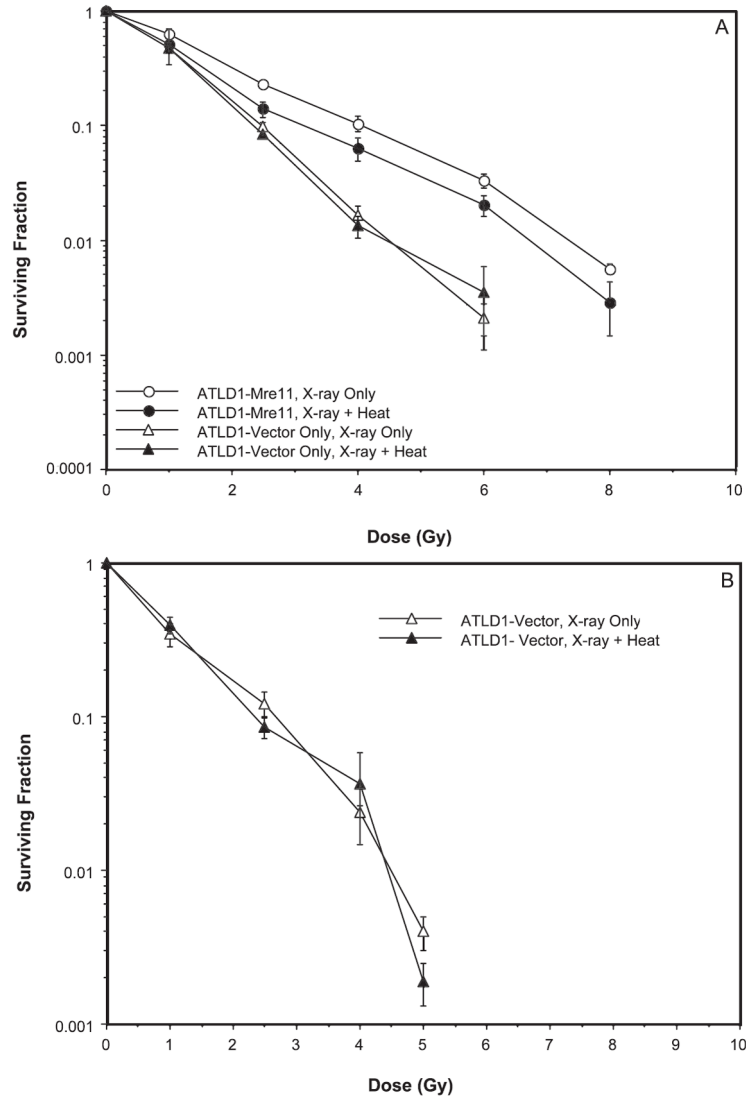 A
1
0.1
0.01
0.001
0.0001
Surviving Fraction
ATLD1-Mre11, X-ray Only
ATLD1-Mre11, X-ray + Heat
ATLD1-Vector Only, X-ray Only
ATLD1-Vector Only, X-ray + Heat
0 2 4 6 8 10
Dose (Gy)
B
1
0.1
0.01
0.001
Surviving Fraction
ATLD1-Vector, X-ray Only
ATLD1- Vector, X-ray + Heat
0 1 2 3 4 5 6 7 8 9 10
Dose (Gy)